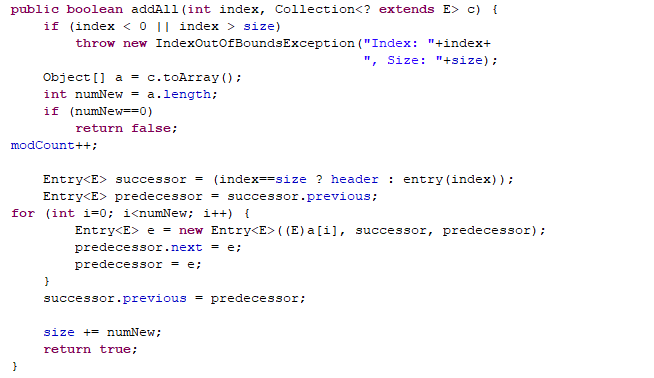 public boolean addAll(int index, Collection<? extends E> c) {
    if (index < 0 || index > size)
        throw new IndexOutOfBoundsException("Index: "+index+
                                            ", Size: "+size);
    Object[] a = c.toArray();
    int numNew = a.length;
    if (numNew==0)
        return false;
modCount++;

    Entry<E> successor = (index==size ? header : entry(index));
    Entry<E> predecessor = successor.previous;
for (int i=0; i<numNew; i++) {
        Entry<E> e = new Entry<E>((E)a[i], successor, predecessor);
        predecessor.next = e;
        predecessor = e;
    }
    successor.previous = predecessor;

    size += numNew;
    return true;
}